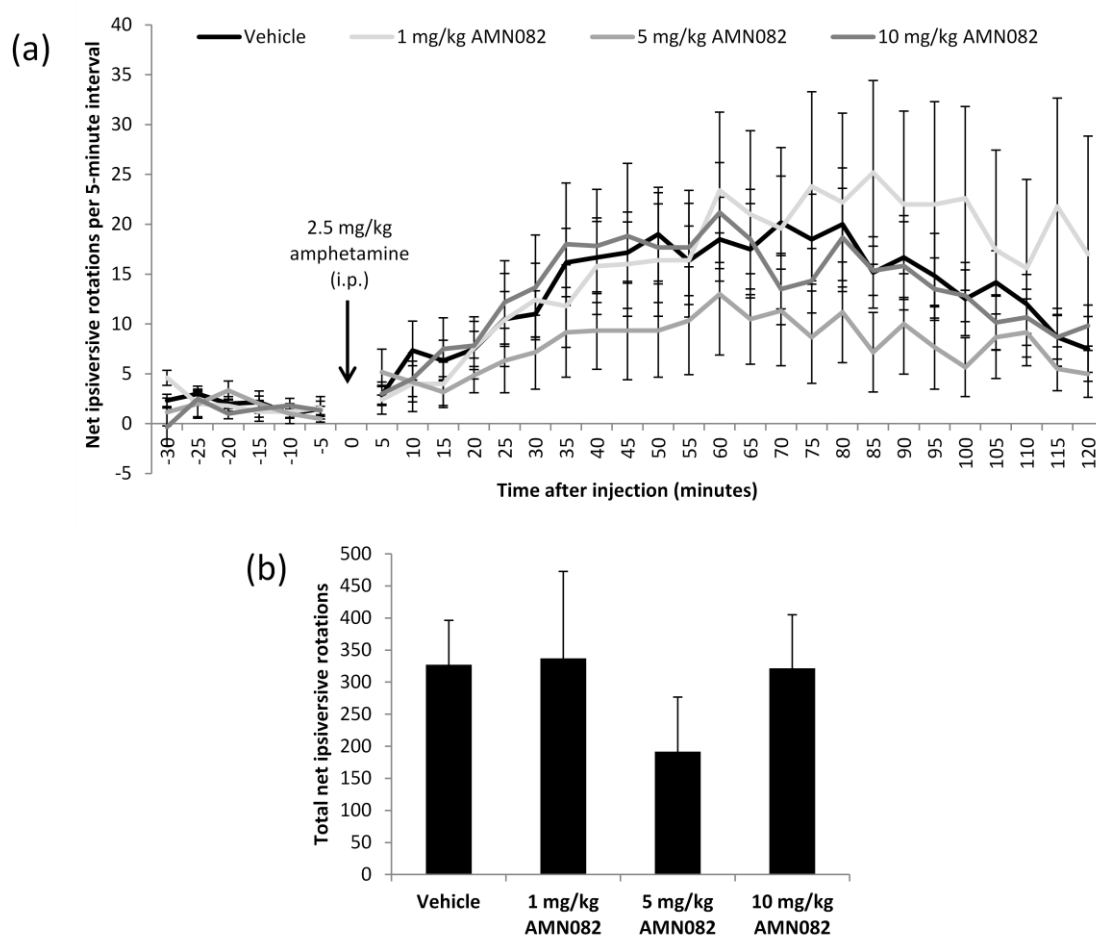 (a)
Vehicle 1 mg/kg AMN082 5 mg/kg AMN082 10 mg/kg AMN082
Net ipsiversive rotations per 5-minute interval
40
35
30
25
20
15
10
5
0
-5
2.5 mg/kg
amphetamine
(i.p.)
-30 -25 -20 -15 -10 -5 0 5 10 15 20 25 30 35 40 45 50 55 60 65 70 75 80 85 90 95 100 105 110 115 120
Time after injection (minutes)
(b)
Total net ipsiversive rotations
500
450
400
350
300
250
200
150
100
50
0
Vehicle 1 mg/kg 5 mg/kg 10 mg/kg
AMN082 AMN082 AMN082